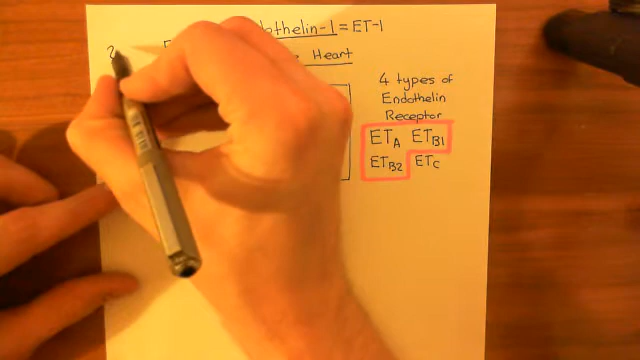 othelin-1 = ET-1
Heart
4 types of
Endothelin
Receptor
ETA ETB1
ETB2 ETC